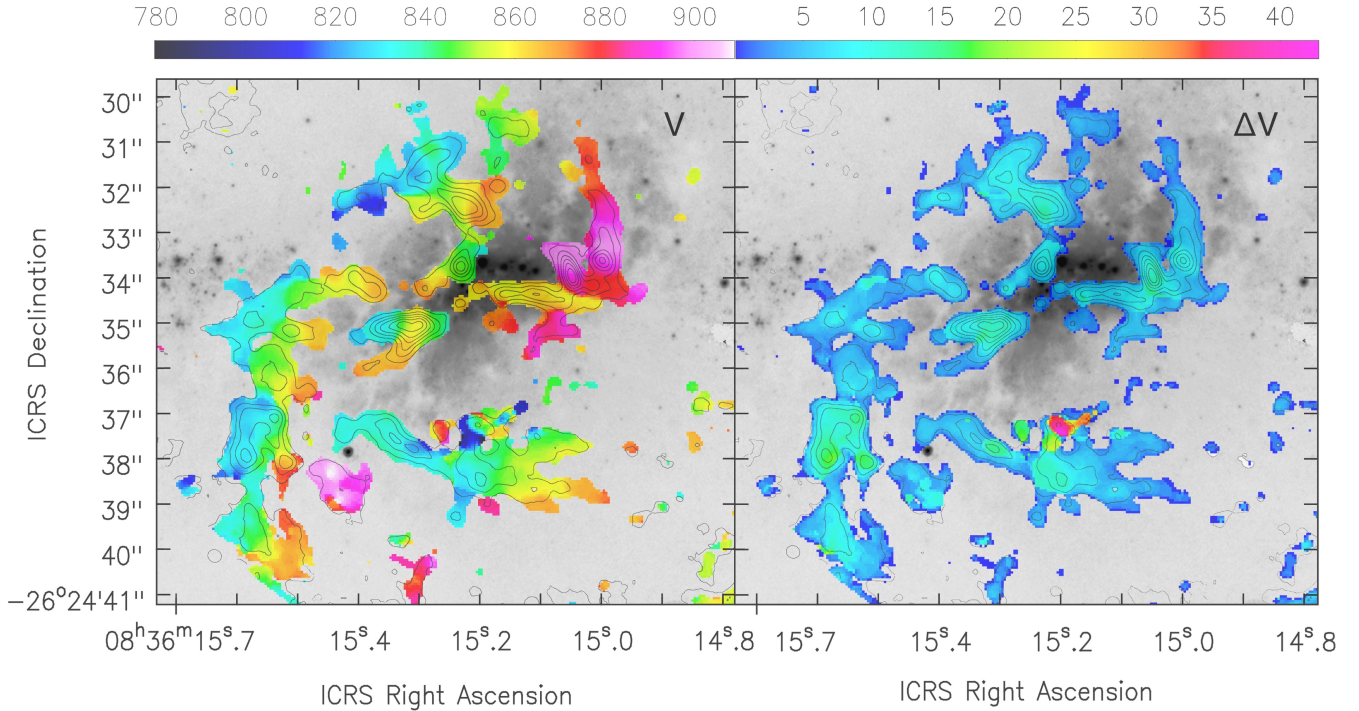 780 800 820 840 860 880 900 5 10 15 20 25 30 35 40
V ΔV
30"
31"
32"
33"
34"
35"
36"
37"
38"
39"
40"
−26°24'41"
ICRS Declination
08ʰ36ᵐ15ˢ.7 15ˢ.4 15ˢ.2 15ˢ.0 14ˢ.8 15ˢ.7 15ˢ.4 15ˢ.2 15ˢ.0 14ˢ.8
ICRS Right Ascension ICRS Right Ascension